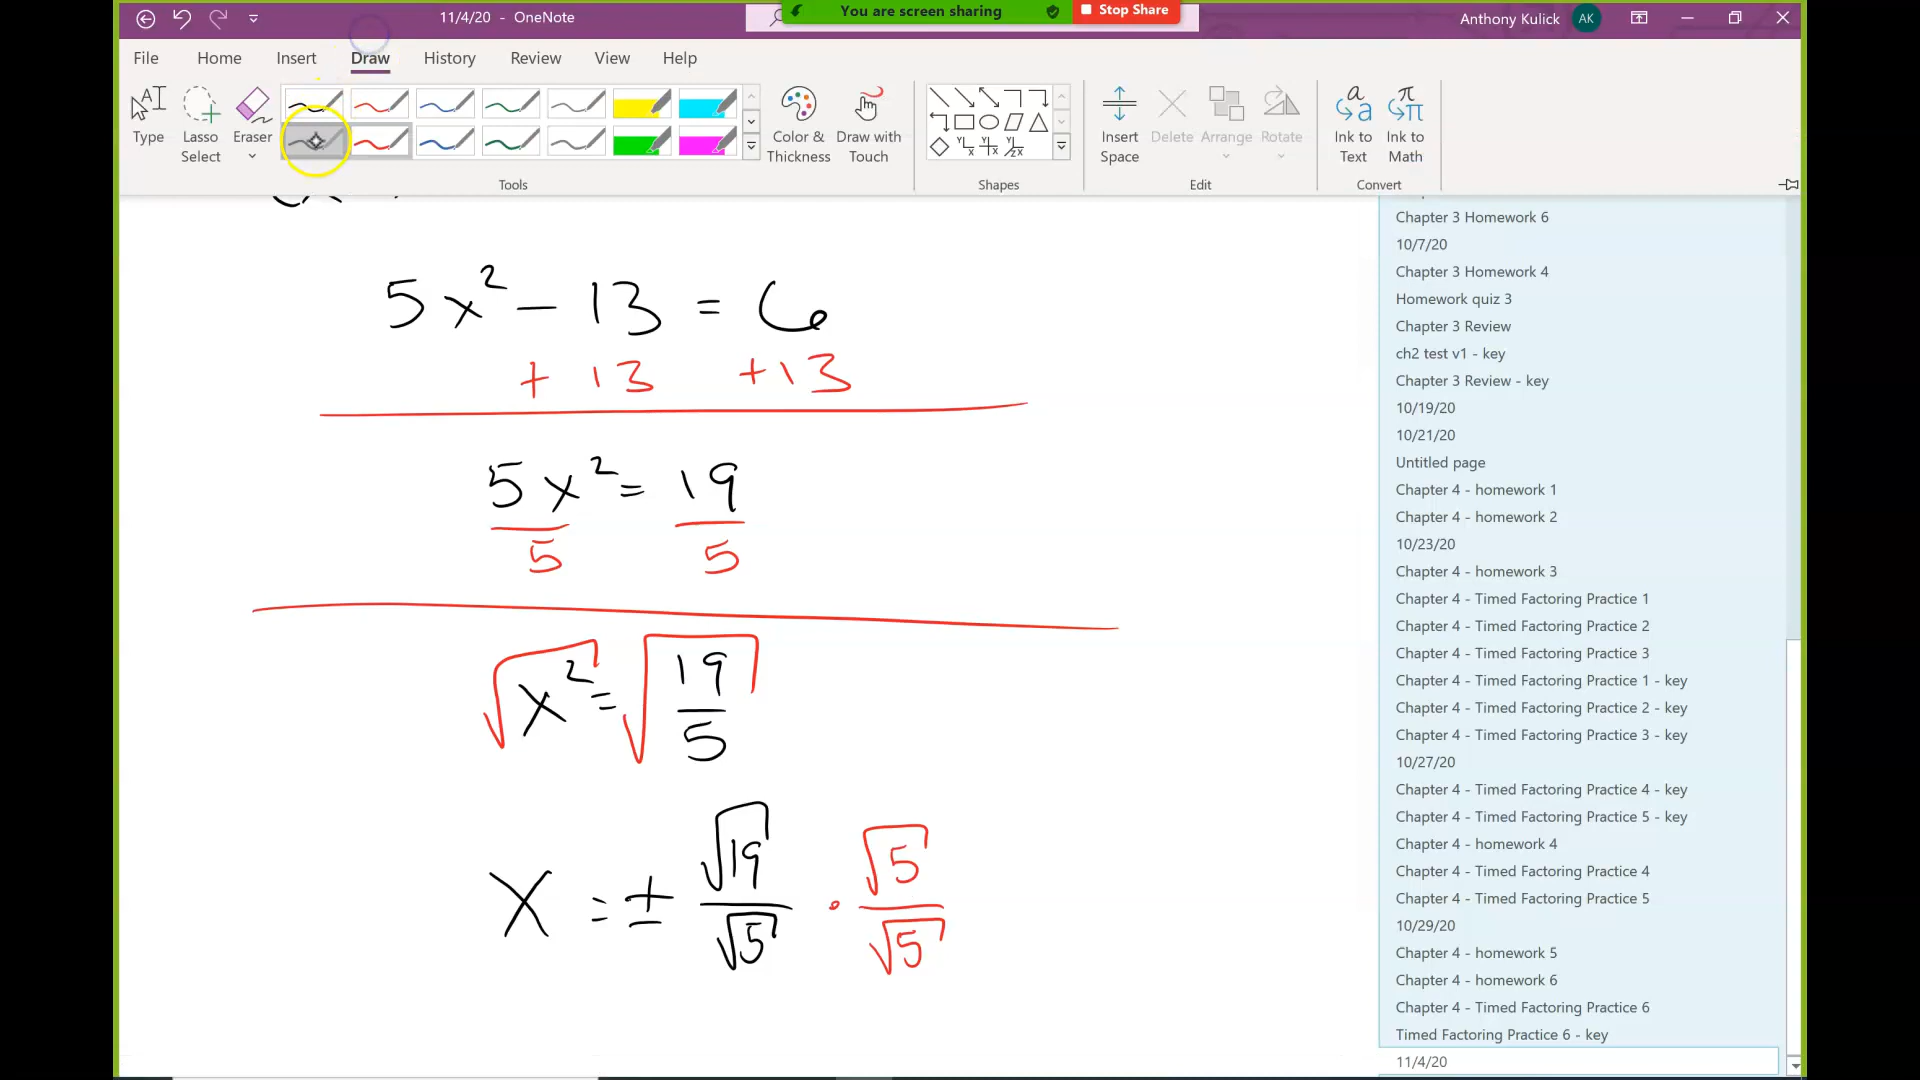 11/4/20 - OneNote
You are screen sharing
Stop Share
Anthony Kulick
AK
File Home Insert Draw History Review View Help
Type
Lasso Select
Eraser
Color & Thickness
Draw with Touch
Insert Space
Delete
Arrange
Rotate
Ink to Text
Ink to Math
Tools
Shapes
Edit
Convert
5x² - 13 = 6
+ 13 +13
5x² = 19
5 5
√x² = √19/5
x = ± √19/√5 · √5/√5
Chapter 3 Homework 6
10/7/20
Chapter 3 Homework 4
Homework quiz 3
Chapter 3 Review
ch2 test v1 - key
Chapter 3 Review - key
10/19/20
10/21/20
Untitled page
Chapter 4 - homework 1
Chapter 4 - homework 2
10/23/20
Chapter 4 - homework 3
Chapter 4 - Timed Factoring Practice 1
Chapter 4 - Timed Factoring Practice 2
Chapter 4 - Timed Factoring Practice 3
Chapter 4 - Timed Factoring Practice 1 - key
Chapter 4 - Timed Factoring Practice 2 - key
Chapter 4 - Timed Factoring Practice 3 - key
10/27/20
Chapter 4 - Timed Factoring Practice 4 - key
Chapter 4 - Timed Factoring Practice 5 - key
Chapter 4 - homework 4
Chapter 4 - Timed Factoring Practice 4
Chapter 4 - Timed Factoring Practice 5
10/29/20
Chapter 4 - homework 5
Chapter 4 - homework 6
Chapter 4 - Timed Factoring Practice 6
Timed Factoring Practice 6 - key
11/4/20